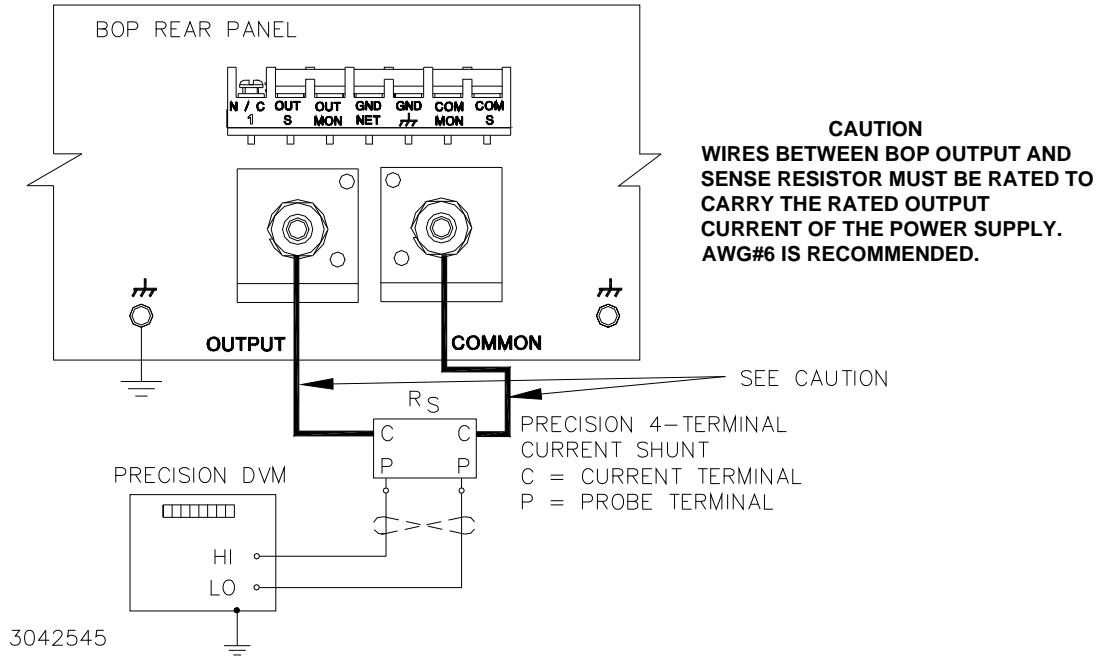 BOP REAR PANEL
N / C OUT OUT GND GND COM COM
1 S MON NET MON S
CAUTION
WIRES BETWEEN BOP OUTPUT AND
SENSE RESISTOR MUST BE RATED TO
CARRY THE RATED OUTPUT
CURRENT OF THE POWER SUPPLY.
AWG#6 IS RECOMMENDED.
OUTPUT
COMMON
SEE CAUTION
RS
C C
P P
PRECISION 4-TERMINAL
CURRENT SHUNT
C = CURRENT TERMINAL
P = PROBE TERMINAL
PRECISION DVM
HI
LO
3042545